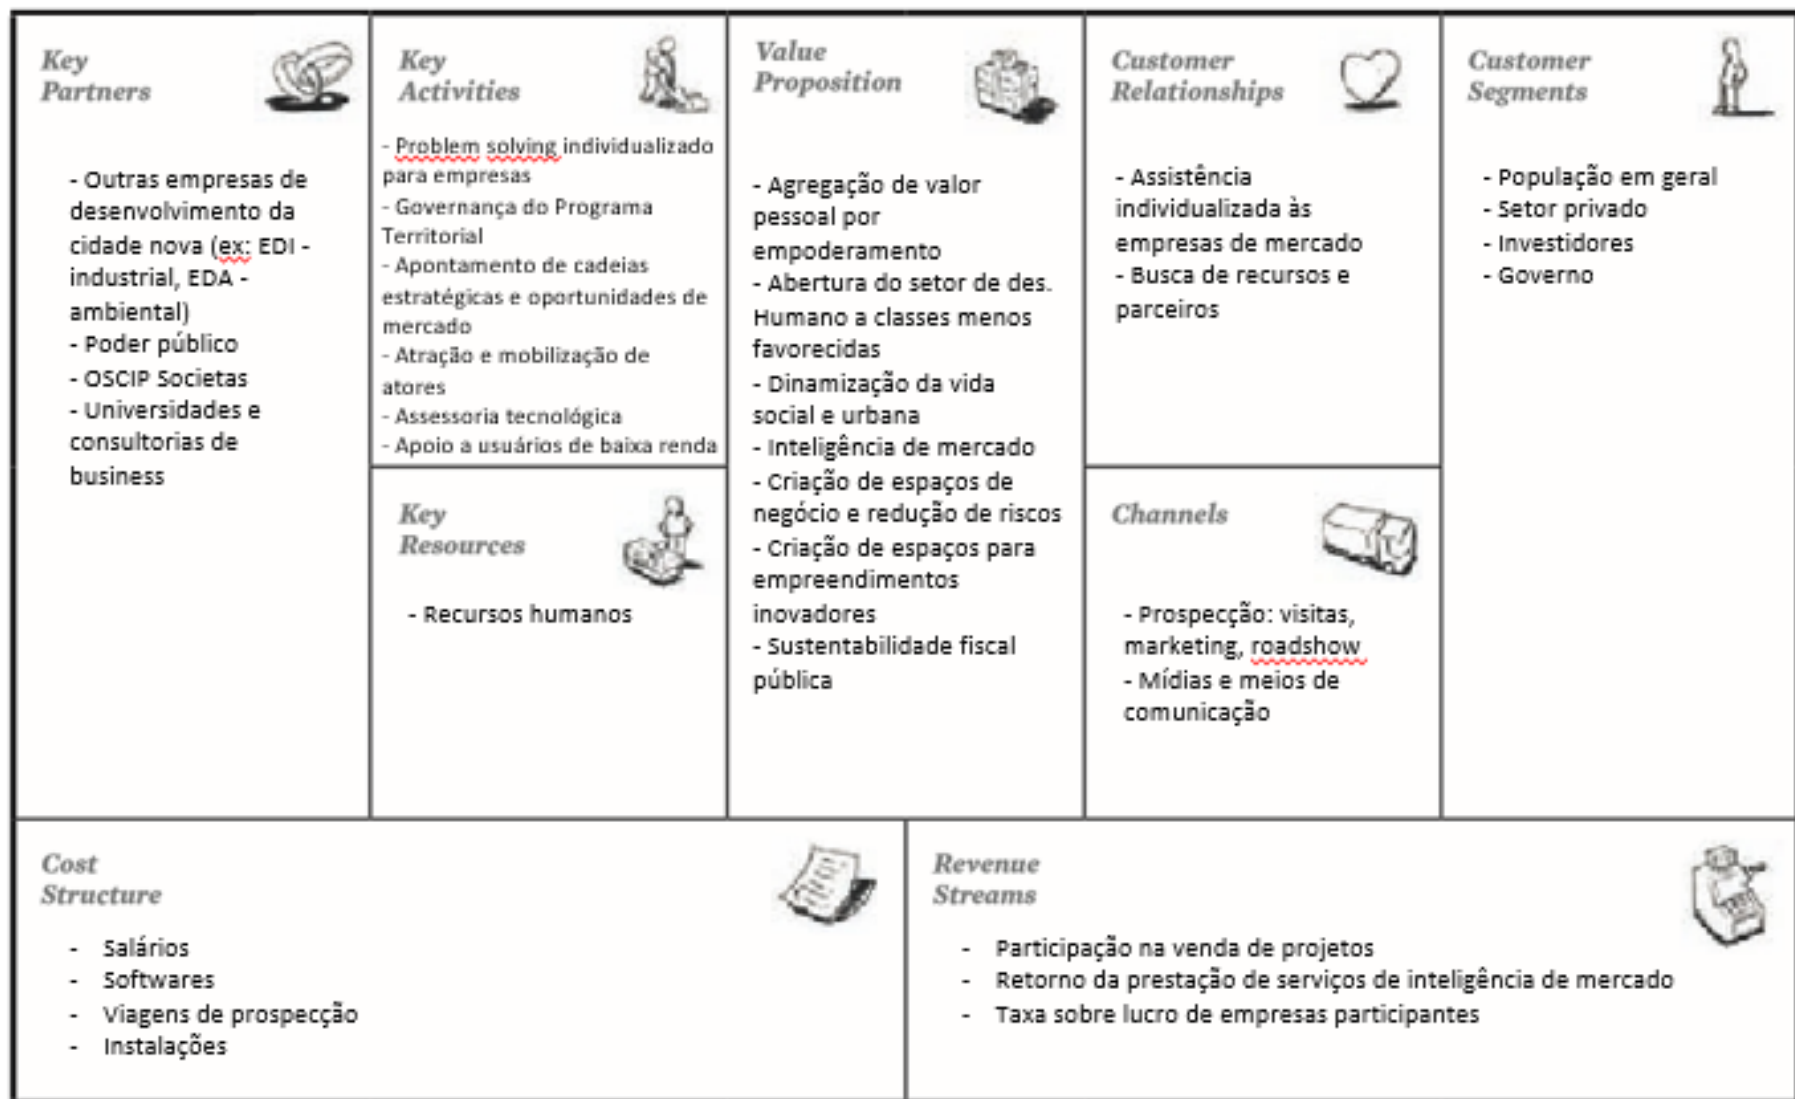 Key
Partners
- Outras empresas de
desenvolvimento da
cidade nova (ex: EDI -
industrial, EDA -
ambiental)
- Poder público
- OSCIP Societas
- Universidades e
consultorias de
business
Key
Activities
- Problem solving individualizado
para empresas
- Governança do Programa
Territorial
- Apontamento de cadeias
estratégicas e oportunidades de
mercado
- Atração e mobilização de
atores
- Assessoria tecnológica
- Apoio a usuários de baixa renda
Key
Resources
- Recursos humanos
Value
Proposition
- Agregação de valor
pessoal por
empoderamento
- Abertura do setor de des.
Humano a classes menos
favorecidas
- Dinamização da vida
social e urbana
- Inteligência de mercado
- Criação de espaços de
negócio e redução de riscos
- Criação de espaços para
empreendimentos
inovadores
- Sustentabilidade fiscal
pública
Customer
Relationships
- Assistência
individualizada às
empresas de mercado
- Busca de recursos e
parceiros
Channels
- Prospecção: visitas,
marketing, roadshow
- Mídias e meios de
comunicação
Customer
Segments
- População em geral
- Setor privado
- Investidores
- Governo
Cost
Structure
- Salários
- Softwares
- Viagens de prospecção
- Instalações
Revenue
Streams
- Participação na venda de projetos
- Retorno da prestação de serviços de inteligência de mercado
- Taxa sobre lucro de empresas participantes